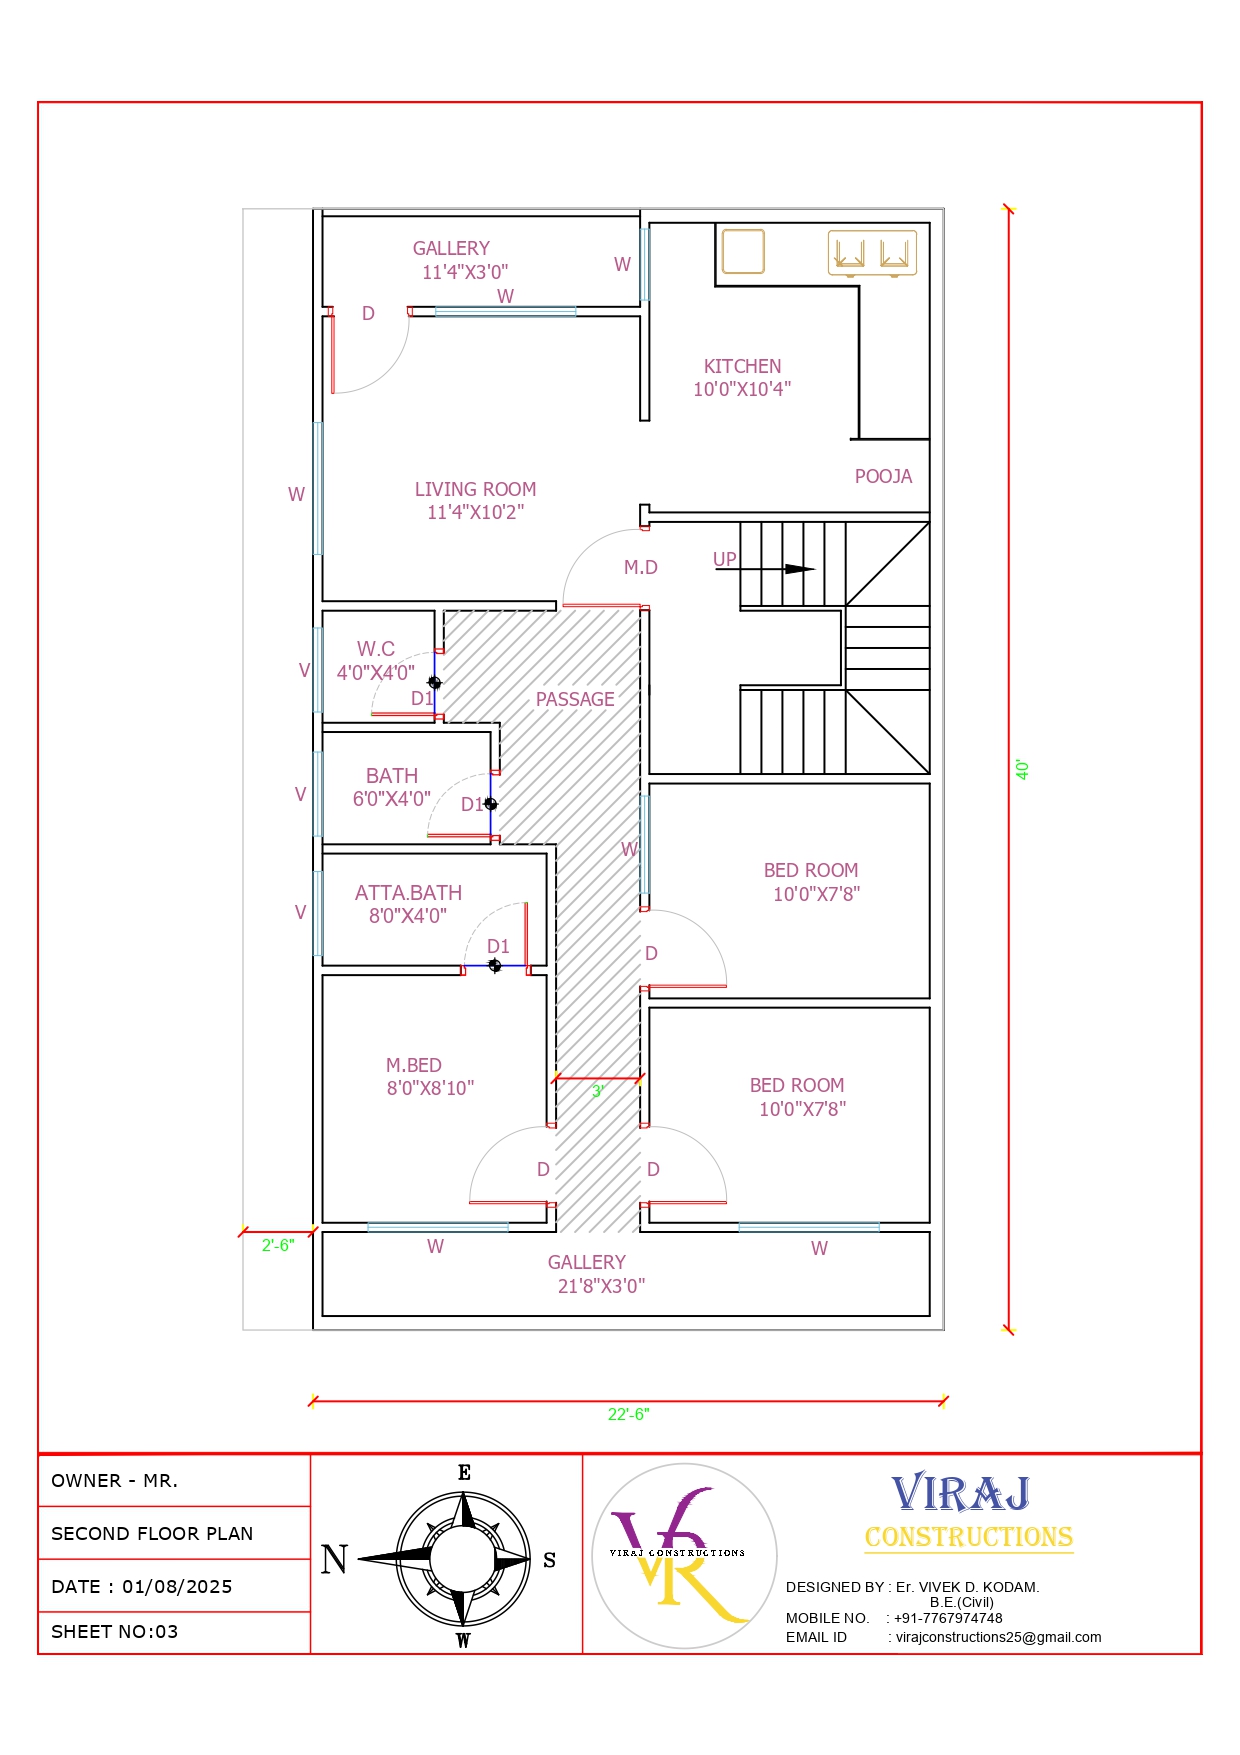 GALLERY
11'4"X3'0"
W
W
D
KITCHEN
10'0"X10'4"
POOJA
W
LIVING ROOM
11'4"X10'2"
M.D
UP
W.C
4'0"X4'0"
V
D1
PASSAGE
BATH
6'0"X4'0"
V
D1
40'
W
BED ROOM
10'0"X7'8"
ATTA.BATH
8'0"X4'0"
V
D1
D
M.BED
8'0"X8'10"
3'
BED ROOM
10'0"X7'8"
D
D
2'-6"
W
W
GALLERY
21'8"X3'0"
22'-6"
OWNER - MR.
SECOND FLOOR PLAN
DATE : 01/08/2025
SHEET NO:03
E
N
S
W
VR
VIRAJ CONSTRUCTIONS
VR
VIRAJ
CONSTRUCTIONS
DESIGNED BY : Er. VIVEK D. KODAM.
B.E.(Civil)
MOBILE NO. : +91-7767974748
EMAIL ID : virajconstructions25@gmail.com